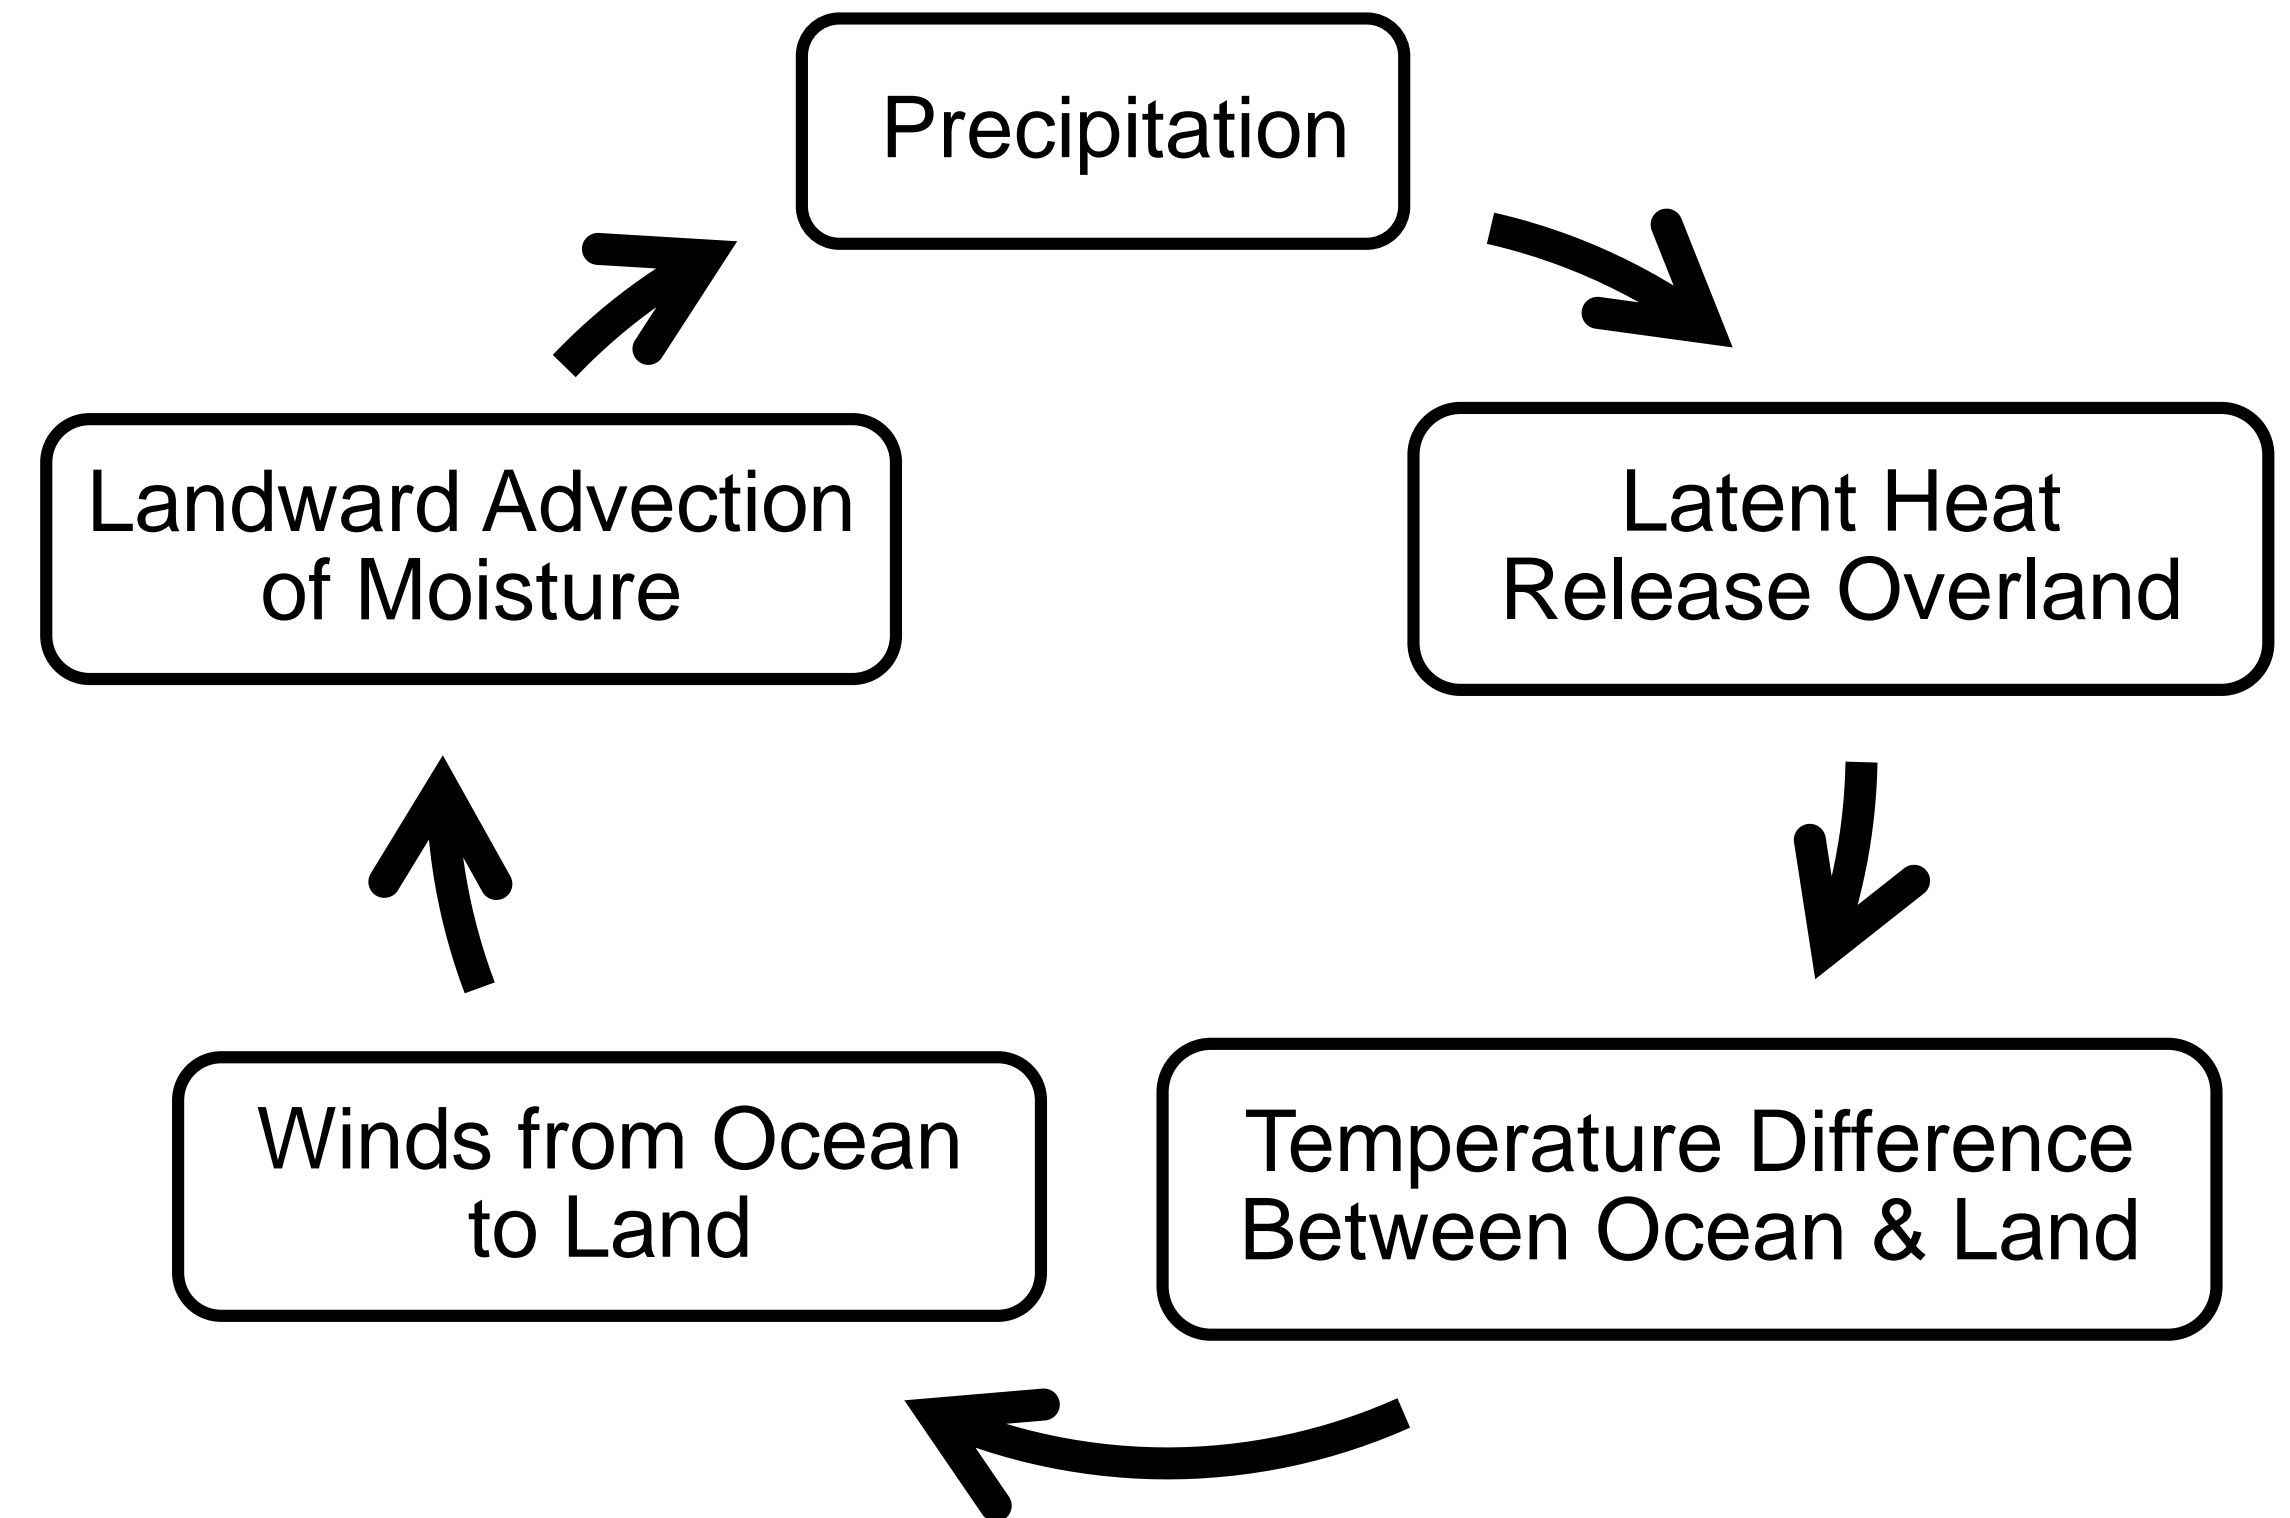 Precipitation
Landward Advection
of Moisture
Latent Heat
Release Overland
Winds from Ocean
to Land
Temperature Difference
Between Ocean & Land